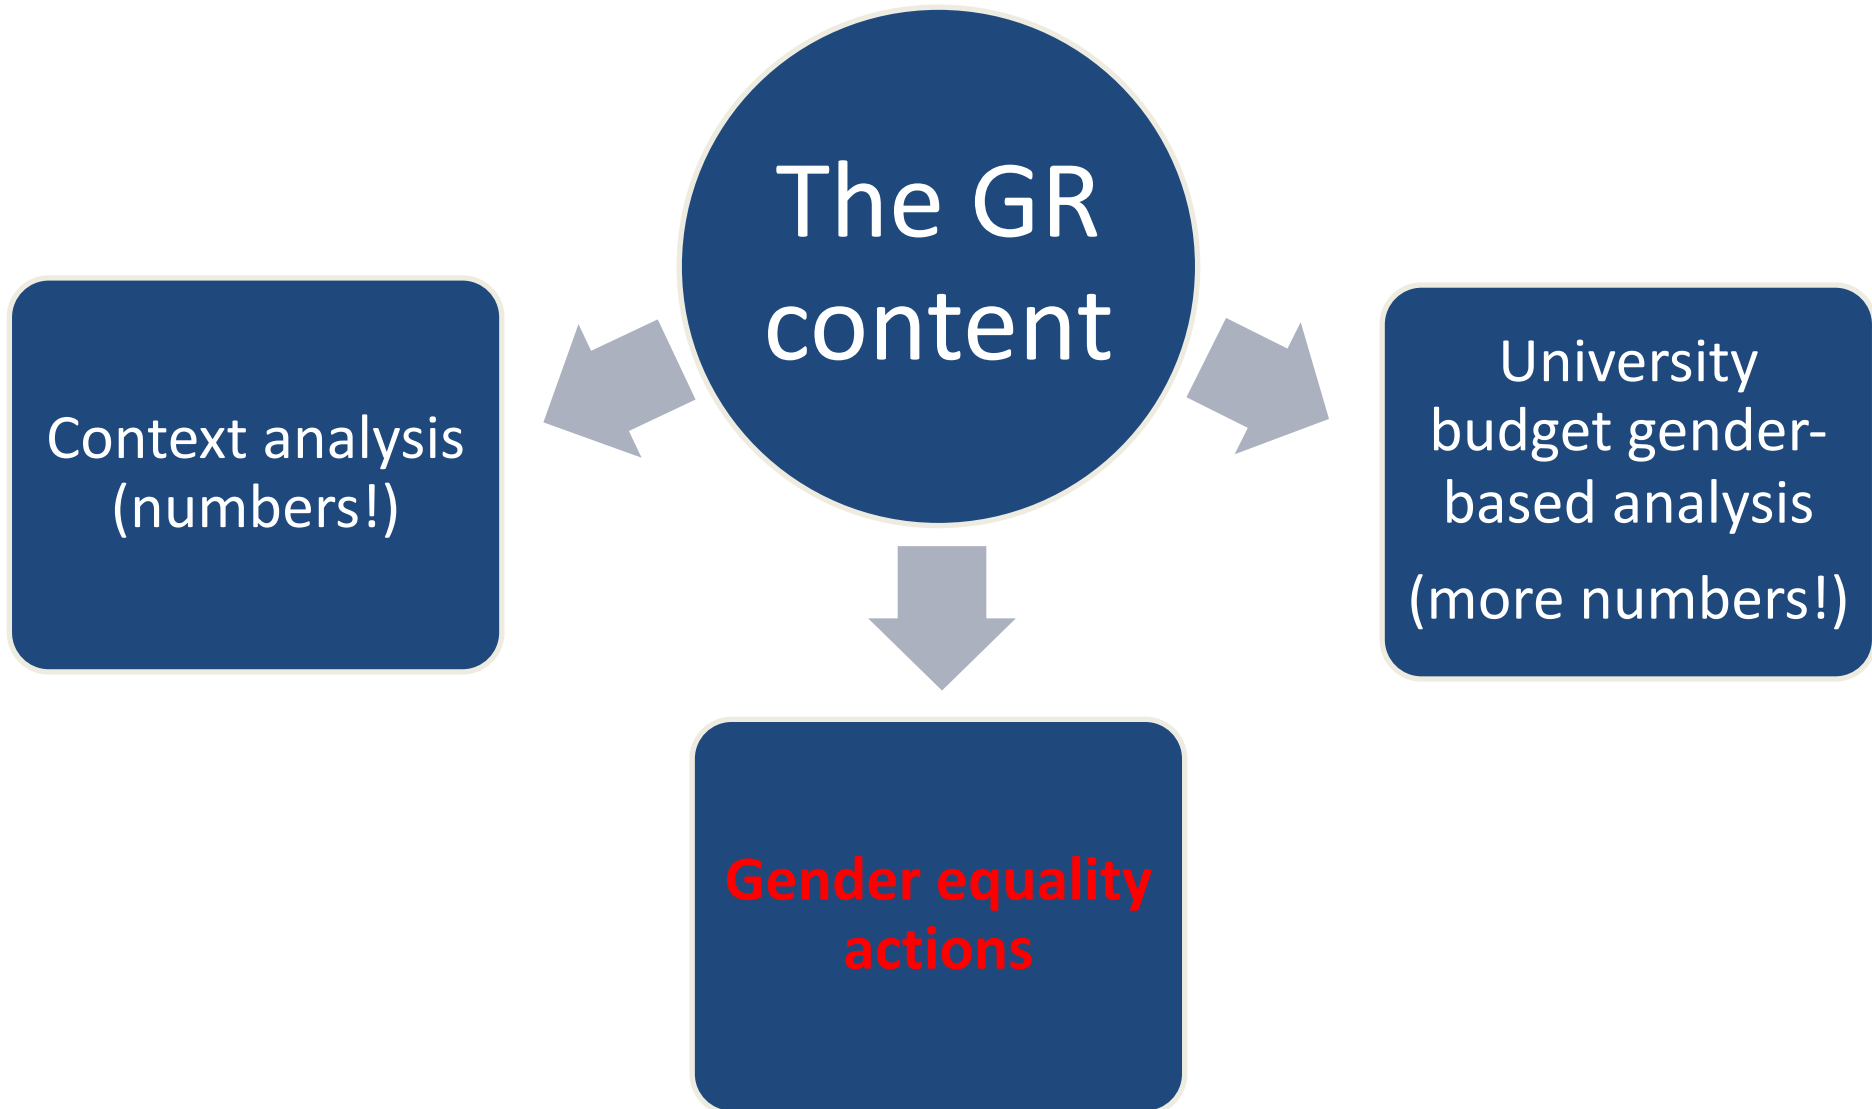 The GR
content
Context analysis
(numbers!)
University
budget gender-
based analysis
(more numbers!)
Gender equality
actions